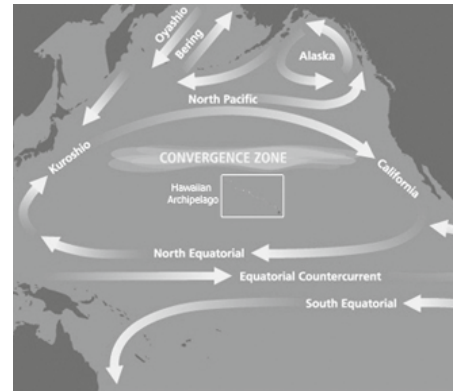 Oyashio
Bering
Alaska
North Pacific
Kuroshio
CONVERGENCE ZONE
California
Hawaiian
Archipelago
North Equatorial
Equatorial Countercurrent
South Equatorial